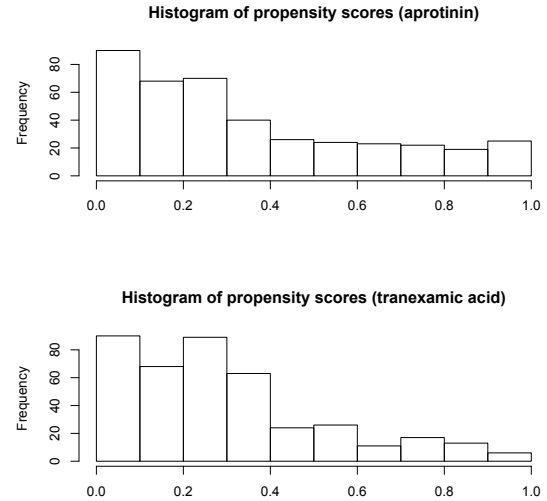 Histogram of propensity scores (aprotinin)
Frequency
80
60
40
20
0
0.0 0.2 0.4 0.6 0.8 1.0
Histogram of propensity scores (tranexamic acid)
Frequency
80
60
40
20
0
0.0 0.2 0.4 0.6 0.8 1.0